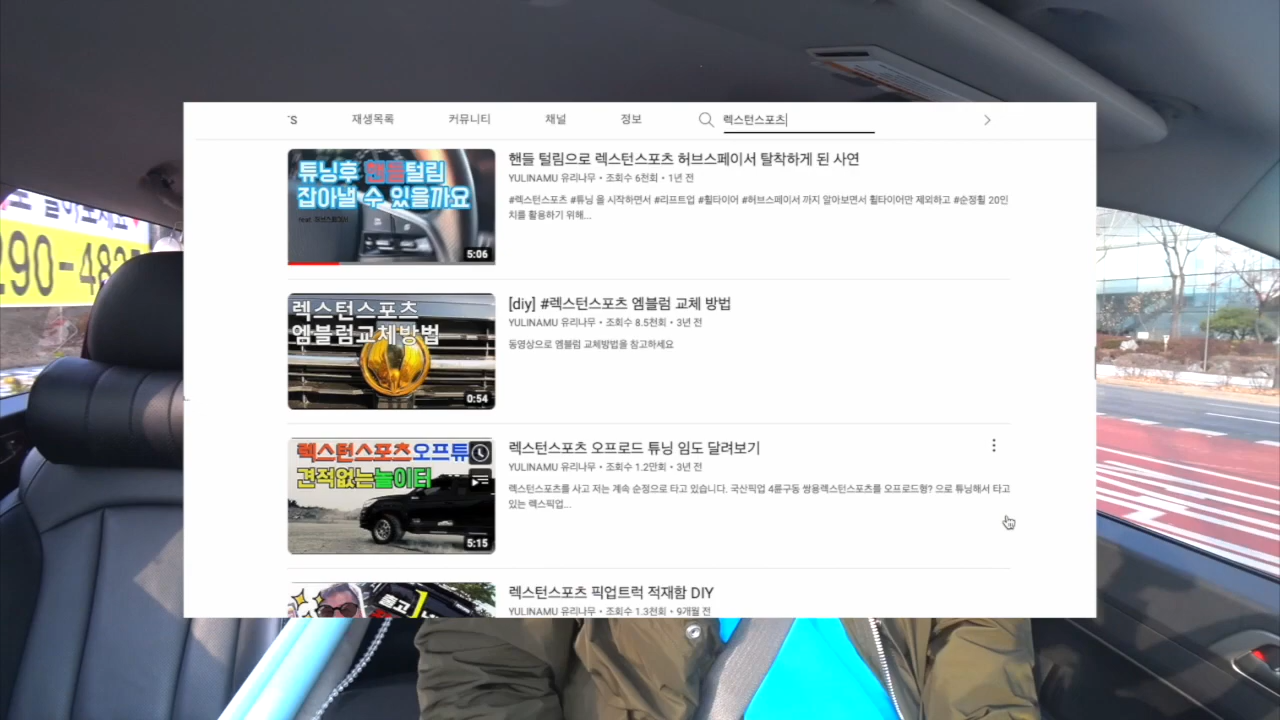 재생목록
커뮤니티
채널
정보
렉스턴스포츠
튜닝후 핸들털림
잡아낼 수 있을까요
5:06
핸들 털림으로 렉스턴스포츠 허브스페이서 탈착하게 된 사연
YULINAMU 유리나무 • 조회수 6천회 • 1년 전
#렉스턴스포츠 #튜닝 을 시작하면서 #리프트업 #휠타이어 #허브스페이서 까지 알아보면서 휠타이어만 제외하고 #순정휠 20인
치를 활용하기 위해...
렉스턴스포츠
엠블럼교체방법
0:54
[diy] #렉스턴스포츠 엠블럼 교체 방법
YULINAMU 유리나무 • 조회수 8.5천회 • 3년 전
동영상으로 엠블럼 교체방법을 참고하세요
렉스턴스포츠오프튜
견적없는놀이터
5:15
렉스턴스포츠 오프로드 튜닝 임도 달려보기
YULINAMU 유리나무 • 조회수 1.2만회 • 3년 전
렉스턴스포츠를 사고 저는 계속 순정으로 타고 있습니다. 국산픽업 4륜구동 쌍용렉스턴스포츠를 오프로드형? 으로 튜닝해서 타고
있는 렉스픽업...
렉스턴스포츠 픽업트럭 적재함 DIY
YULINAMU 유리나무 • 조회수 1.3천회 • 9개월 전